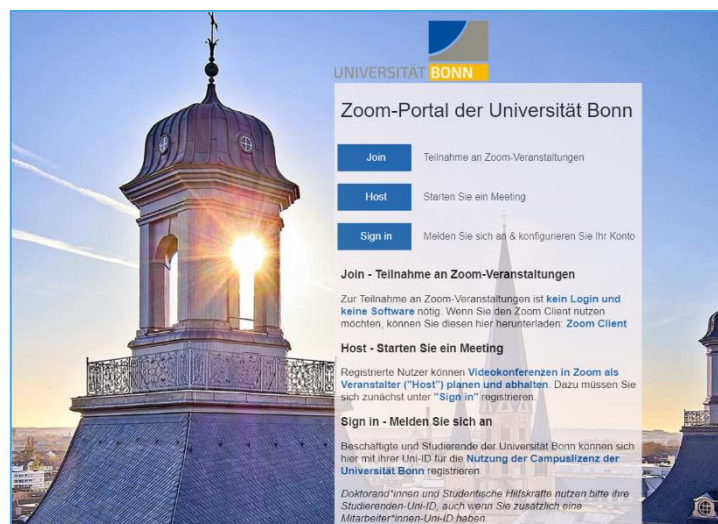 UNIVERSITÄT BONN
Zoom-Portal der Universität Bonn
Join Teilnahme an Zoom-Veranstaltungen
Host Starten Sie ein Meeting
Sign in Melden Sie sich an & konfigurieren Sie Ihr Konto
Join - Teilnahme an Zoom-Veranstaltungen
Zur Teilnahme an Zoom-Veranstaltungen ist kein Login und
keine Software nötig. Wenn Sie den Zoom Client nutzen
möchten, können Sie diesen hier herunterladen: Zoom Client
Host - Starten Sie ein Meeting
Registrierte Nutzer können Videokonferenzen in Zoom als
Veranstalter ("Host") planen und abhalten. Dazu müssen Sie
sich zunächst unter "Sign in" registrieren.
Sign in - Melden Sie sich an
Beschäftigte und Studierende der Universität Bonn können sich
hier mit ihrer Uni-ID für die Nutzung der Campuslizenz der
Universität Bonn registrieren
Doktorand*innen und Studentische Hilfskräfte nutzen bitte ihre
Studierenden-Uni-ID, auch wenn Sie zusätzlich eine
Mitarbeiter*innen-Uni-ID haben.